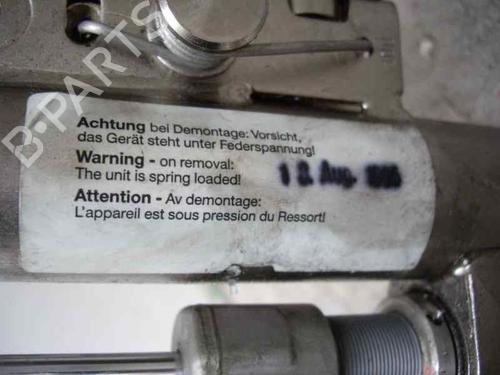 B-PARTS
Achtung bei Demontage: Vorsicht,
das Gerät steht unter Federspannung!
Warning - on removal:
The unit is spring loaded!
Attention - Av demontage:
L'appareil est sous pression du Ressort!
Aug.